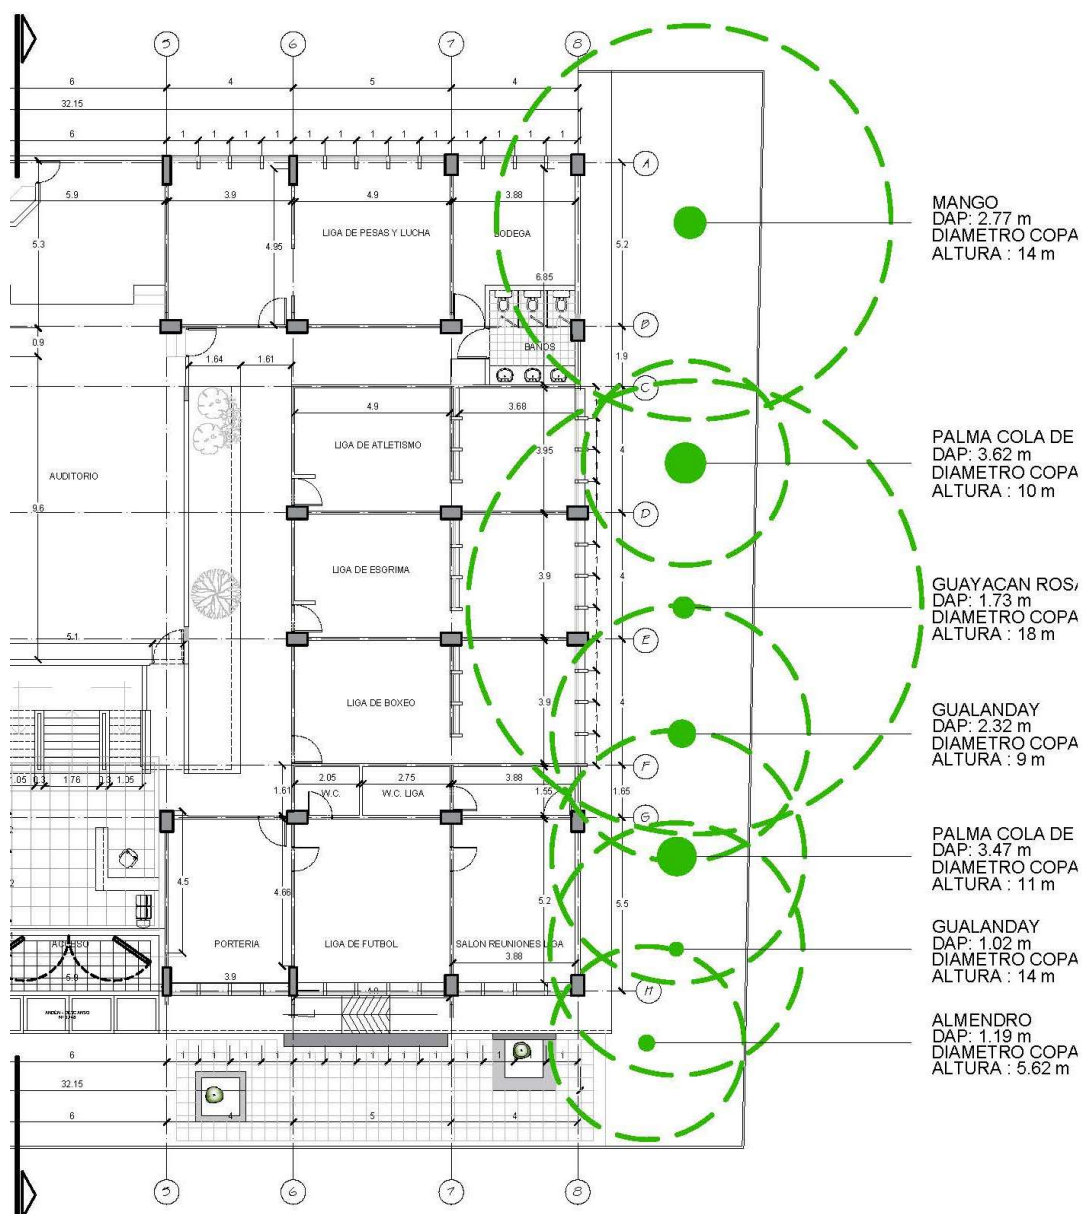 5 6 7 8
6 4 5 4
32.15
6 1 1 1 1 1 1 1 1 1 1 1 1 1
A
5.9 3.9 4.9 3.88
MANGO
DAP: 2.77 m
DIAMETRO COPA
ALTURA : 14 m
LIGA DE PESAS Y LUCHA
BODEGA
5.3 4.95 5.2
6.85
B
0.9 1.64 1.61 1.9
BAÑOS
C
4.9 3.68
PALMA COLA DE
DAP: 3.62 m
DIAMETRO COPA
ALTURA : 10 m
LIGA DE ATLETISMO
3.95 4
AUDITORIO
9.6
D
LIGA DE ESGRIMA
3.9 4
GUAYACAN ROSA
DAP: 1.73 m
DIAMETRO COPA
ALTURA : 18 m
5.1
E
LIGA DE BOXEO
3.9 4
GUALANDAY
DAP: 2.32 m
DIAMETRO COPA
ALTURA : 9 m
F
1.05 0.3 1.76 0.3 1.05
2.05 2.75 3.88
1.61 W.C. W.C. LIGA 1.55 1.65
G
PALMA COLA DE
DAP: 3.47 m
DIAMETRO COPA
ALTURA : 11 m
4.5 4.66 5.2 5.5
GUALANDAY
DAP: 1.02 m
DIAMETRO COPA
ALTURA : 14 m
ACCESO
PORTERIA
LIGA DE FUTBOL
SALON REUNIONES LIGA
5.9 3.9 4.9 3.88
H
ALMENDRO
DAP: 1.19 m
DIAMETRO COPA
ALTURA : 5.62 m
6 1 1 1 1 1 1 1 1 1 1 1 1 1
32.15
6 4 5 4
5 6 7 8